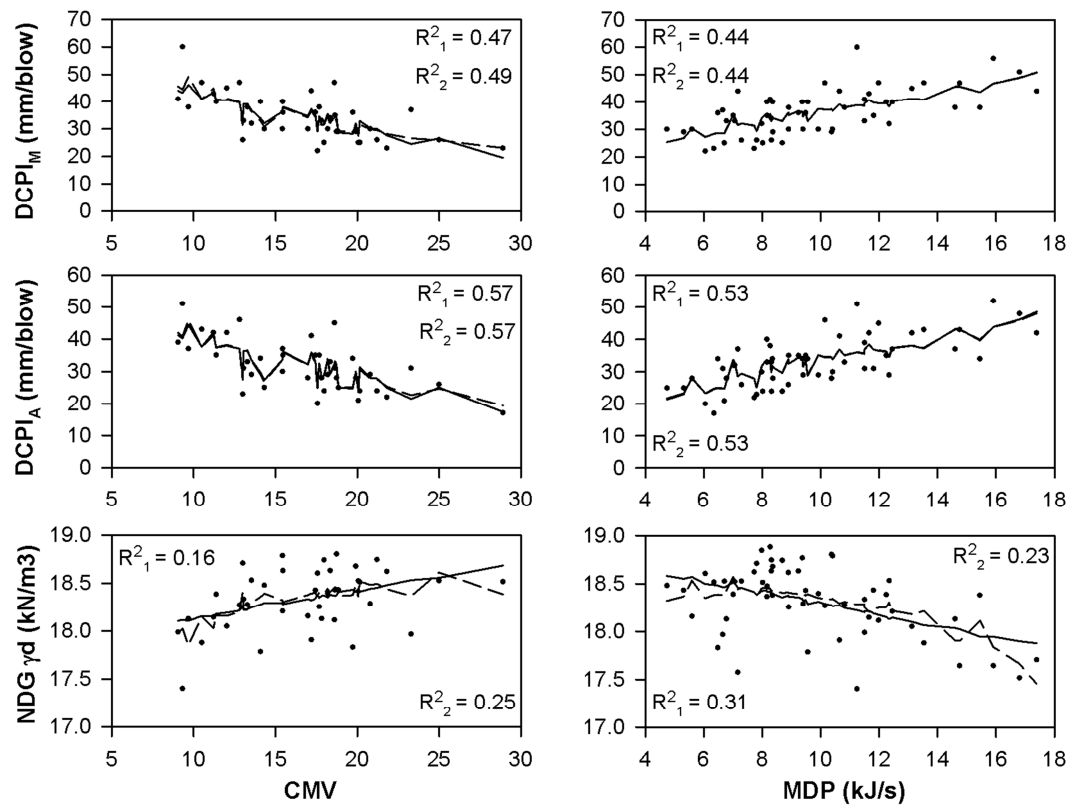 70
60
50
40
30
20
10
0
DCPI_M (mm/blow)
R²₁ = 0.47
R²₂ = 0.49
5 10 15 20 25 30
70
60
50
40
30
20
10
0
R²₁ = 0.44
R²₂ = 0.44
4 6 8 10 12 14 16 18
60
50
40
30
20
10
0
DCPI_A (mm/blow)
R²₁ = 0.57
R²₂ = 0.57
5 10 15 20 25 30
60
50
40
30
20
10
0
R²₁ = 0.53
R²₂ = 0.53
4 6 8 10 12 14 16 18
19.0
18.5
18.0
17.5
17.0
NDG γd (kN/m3)
R²₁ = 0.16
R²₂ = 0.25
5 10 15 20 25 30
CMV
19.0
18.5
18.0
17.5
17.0
R²₂ = 0.23
R²₁ = 0.31
4 6 8 10 12 14 16 18
MDP (kJ/s)